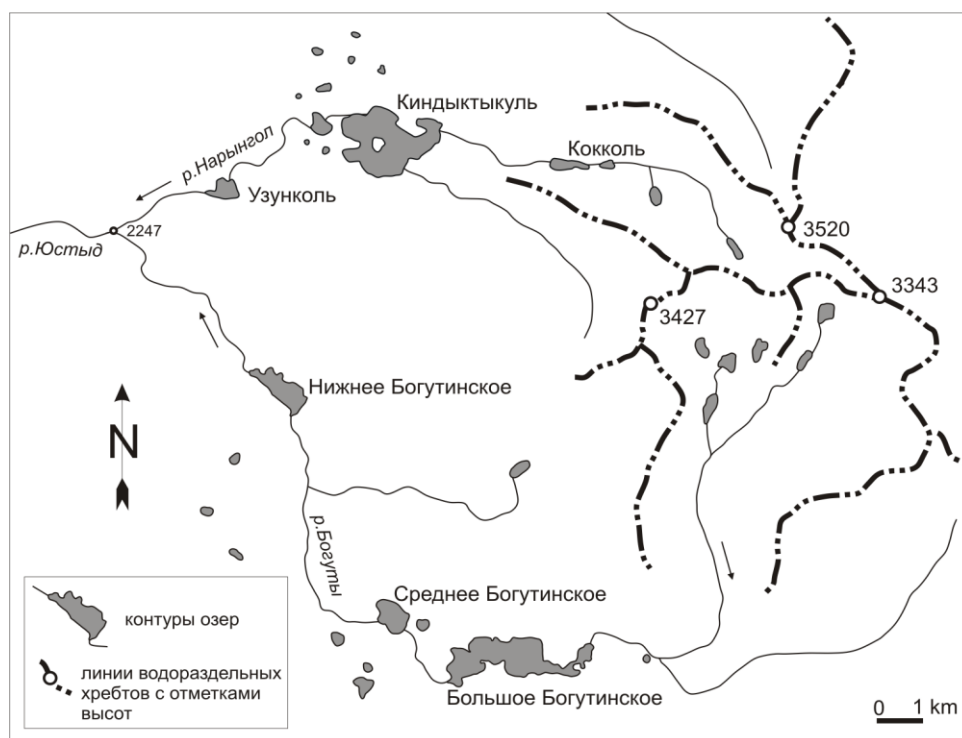 Киндыктыкуль
Кокколь
р.Нарынгол
Узунколь
3520
2247
р.Юстыд
3343
3427
Нижнее Богутинское
N
р.Богуты
Среднее Богутинское
контуры озер
линии водораздельных
хребтов с отметками
высот
Большое Богутинское
0 1 km